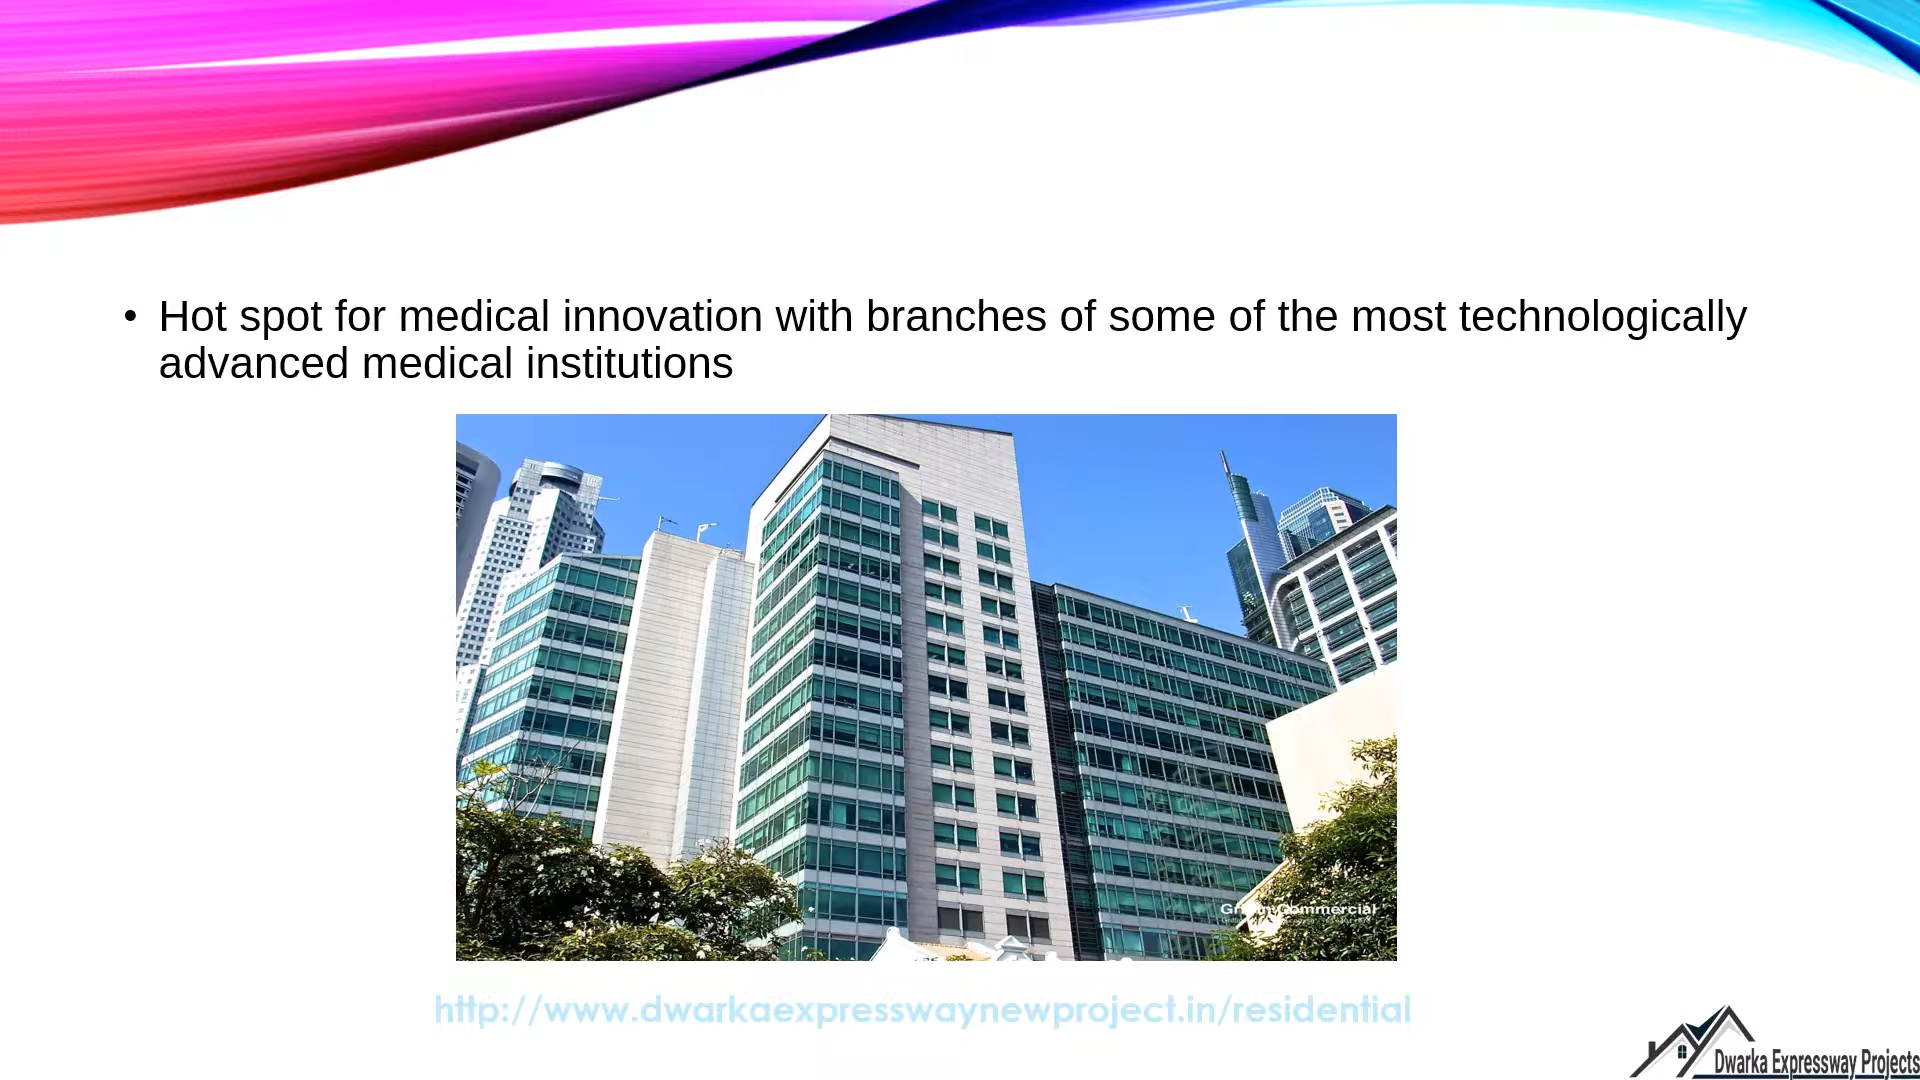 • Hot spot for medical innovation with branches of some of the most technologically
advanced medical institutions
http://www.dwarkaexpresswaynewproject.in/residential
Dwarka Expressway Projects